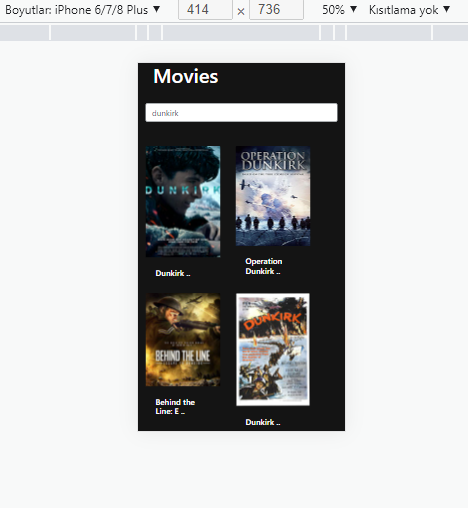 Boyutlar: iPhone 6/7/8 Plus ▼ 414 × 736 50% ▼ Kısıtlama yok ▼
Movies
dunkirk
DUNKIRK
OPERATION
DUNKIRK
Dunkirk ..
Operation
Dunkirk ..
BEHIND THE LINE
DUNKIRK
Behind the
Line: E ..
Dunkirk ..